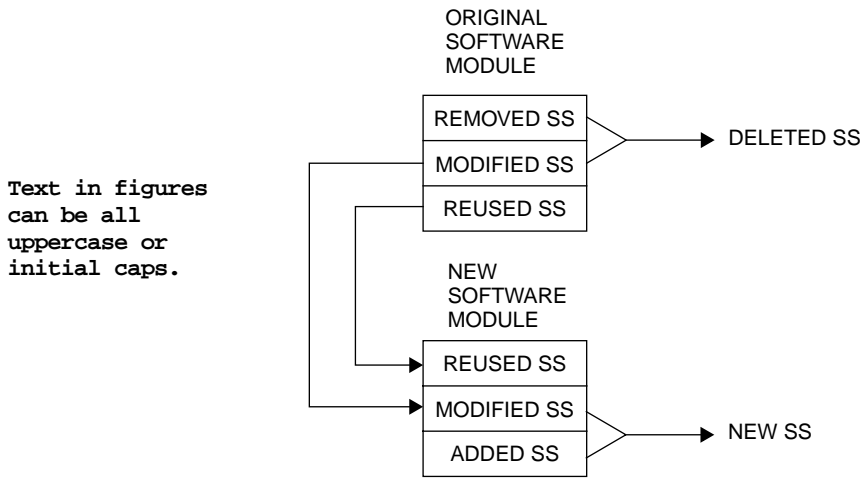 ORIGINAL
SOFTWARE
MODULE
REMOVED SS
DELETED SS
MODIFIED SS
REUSED SS
Text in figures
can be all
uppercase or
initial caps.
NEW
SOFTWARE
MODULE
REUSED SS
MODIFIED SS
NEW SS
ADDED SS